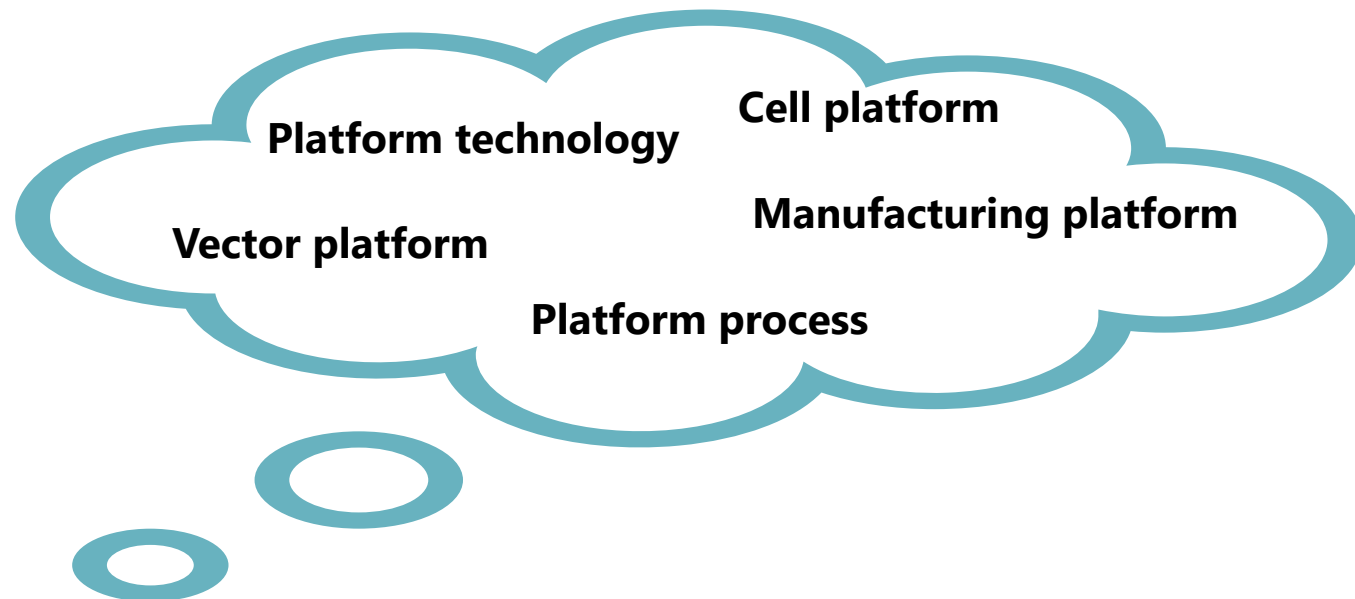 Cell platform
Platform technology
Manufacturing platform
Vector platform
Platform process